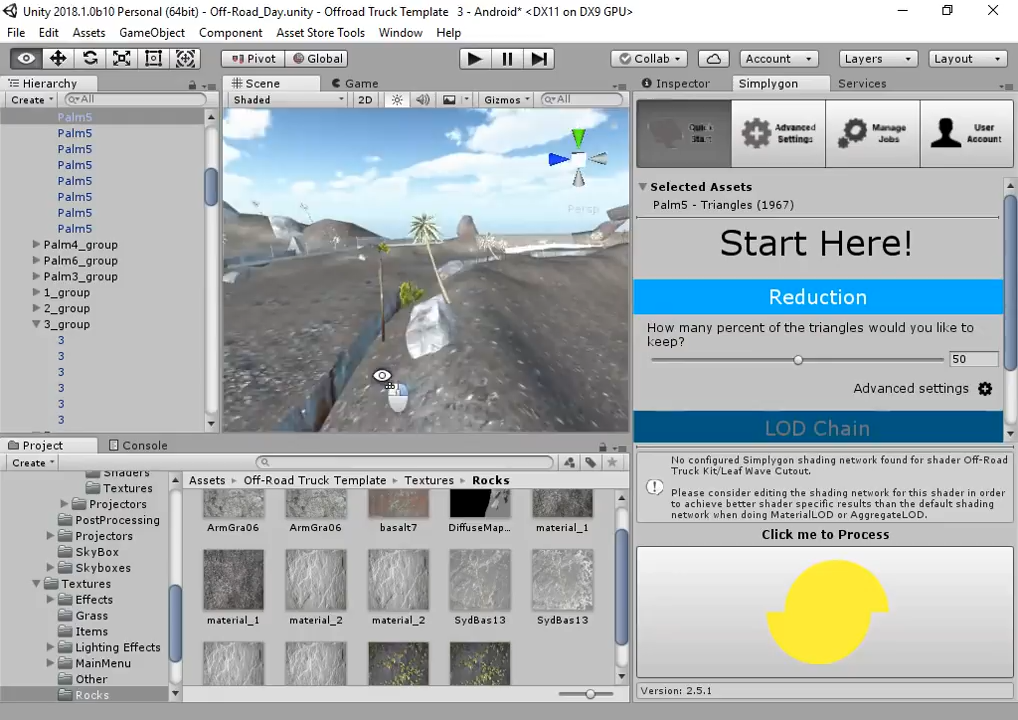 Unity 2018.1.0b10 Personal (64bit) - Off-Road_Day.unity - Offroad Truck Template  3 - Android* <DX11 on DX9 GPU>
File Edit Assets GameObject Component Asset Store Tools Window Help
Pivot Global Collab Account Layers Layout
Hierarchy Scene Game Inspector Simplygon Services
Create All Shaded 2D Gizmos All
Palm5
Palm5
Palm5
Palm5
Palm5
Palm5
Palm5
Palm5
Palm4_group
Palm6_group
Palm3_group
1_group
2_group
3_group
3
3
3
3
3
3
Persp
Quick Start
Advanced Settings
Manage Jobs
User Account
Selected Assets
Palm5 - Triangles (1967)
Start Here!
Reduction
How many percent of the triangles would you like to
keep?
50
Advanced settings
LOD Chain
No configured Simplygon shading network found for shader Off-Road
Truck Kit/Leaf Wave Cutout.
Please consider editing the shading network for this shader in order
to achieve better shader specific results than the default shading
network when doing MaterialLOD or AggregateLOD.
Click me to Process
Version: 2.5.1
Project Console
Create
Shaders
Textures
Projectors
PostProcessing
Projectors
SkyBox
Skyboxes
Textures
Effects
Grass
Items
Lighting Effects
MainMenu
Other
Rocks
Assets Off-Road Truck Template Textures Rocks
ArmGra06 ArmGra06 basalt7 DiffuseMap... material_1
material_1 material_2 material_2 SydBas13 SydBas13